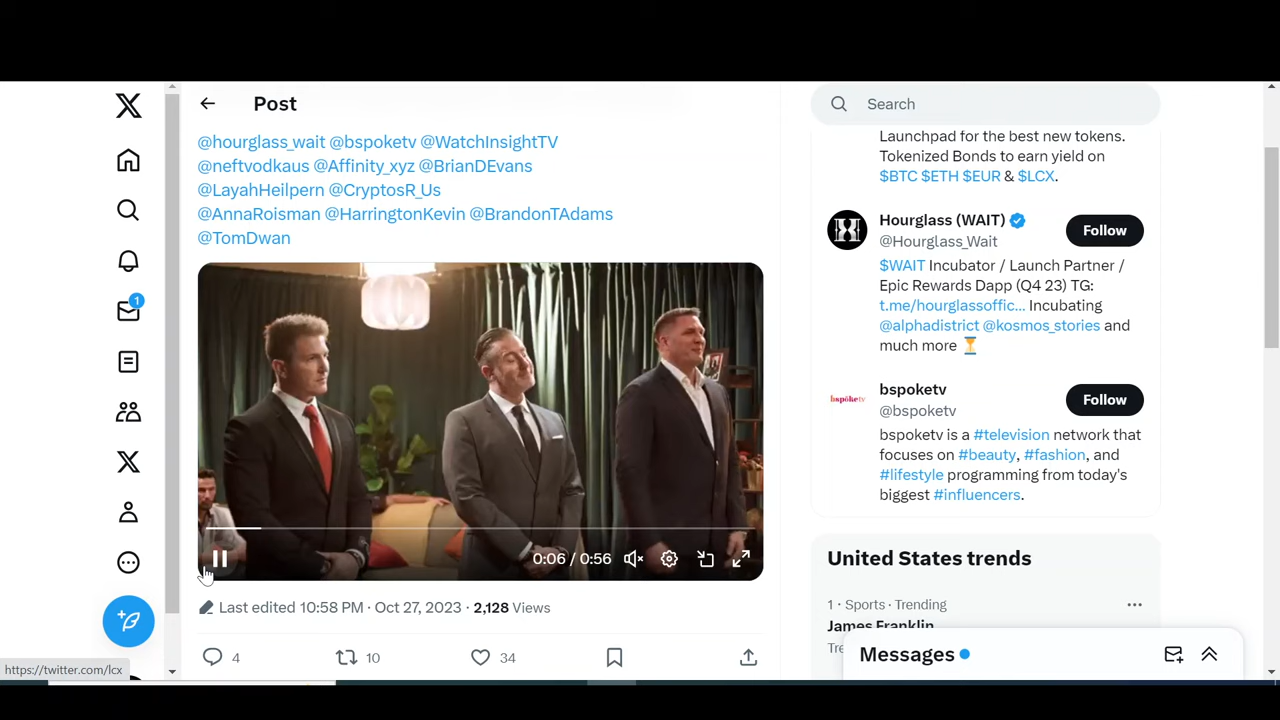 Post
@hourglass_wait @bspoketv @WatchInsightTV
@neftvodkaus @Affinity_xyz @BrianDEvans
@LayahHeilpern @CryptosR_Us
@AnnaRoisman @HarringtonKevin @BrandonTAdams
@TomDwan
0:06 / 0:56
Last edited 10:58 PM · Oct 27, 2023 · 2,128 Views
4
10
34
1
https://twitter.com/lcx
Search
Launchpad for the best new tokens.
Tokenized Bonds to earn yield on
$BTC $ETH $EUR & $LCX.
Hourglass (WAIT)
Follow
@Hourglass_Wait
$WAIT Incubator / Launch Partner /
Epic Rewards Dapp (Q4 23) TG:
t.me/hourglassoffic... Incubating
@alphadistrict @kosmos_stories and
much more
bspoketv
bspoketv
Follow
@bspoketv
bspoketv is a #television network that
focuses on #beauty, #fashion, and
#lifestyle programming from today's
biggest #influencers.
United States trends
1 · Sports · Trending
James Franklin
Messages